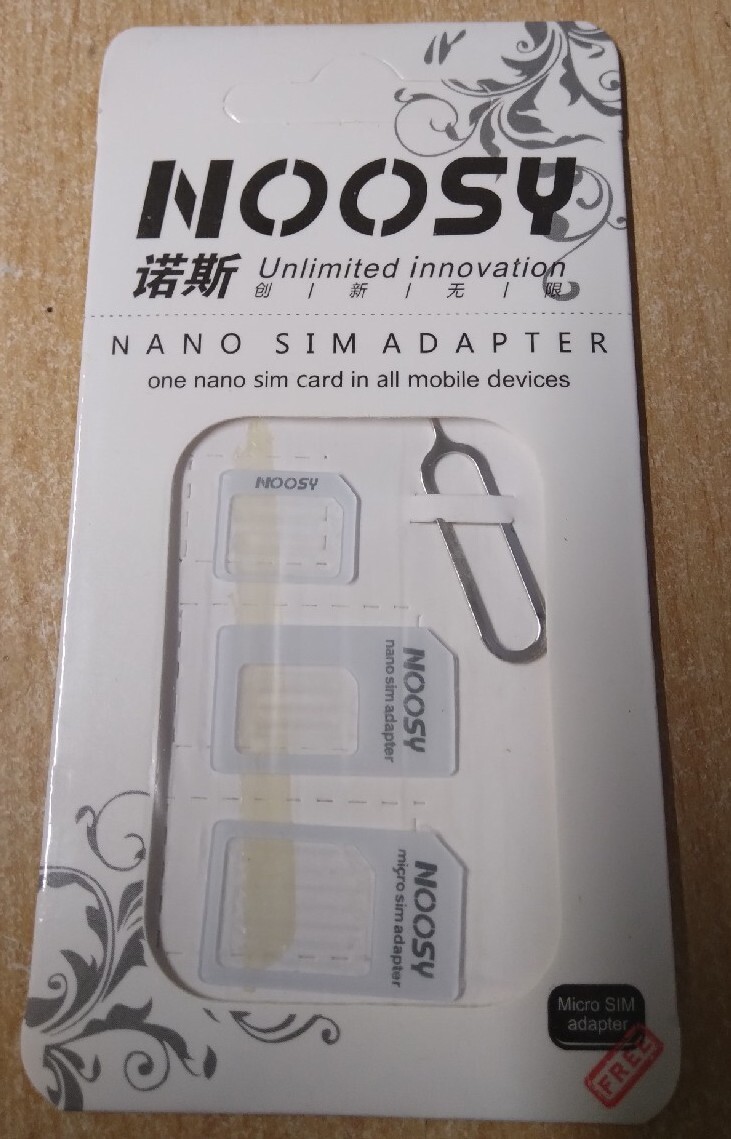 NOOSY
诺斯 Unlimited innovation
创 | 新 | 无 | 限
NANO SIM ADAPTER
one nano sim card in all mobile devices
NOOSY
NOOSY
nano sim adapter
NOOSY
micro sim adapter
Micro SIM
adapter
FREE